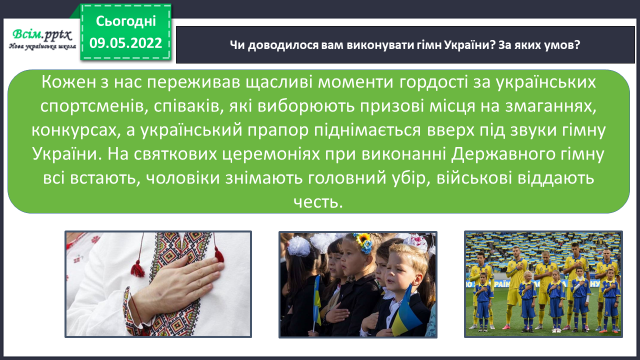 Всім.pptx
Нова українська школа
Сьогодні
09.05.2022
Чи доводилося вам виконувати гімн України? За яких умов?
Кожен з нас переживав щасливі моменти гордості за українських
спортсменів, співаків, які виборюють призові місця на змаганнях,
конкурсах, а український прапор піднімається вверх під звуки гімну
України. На святкових церемоніях при виконанні Державного гімну
всі встають, чоловіки знімають головний убір, військові віддають
честь.